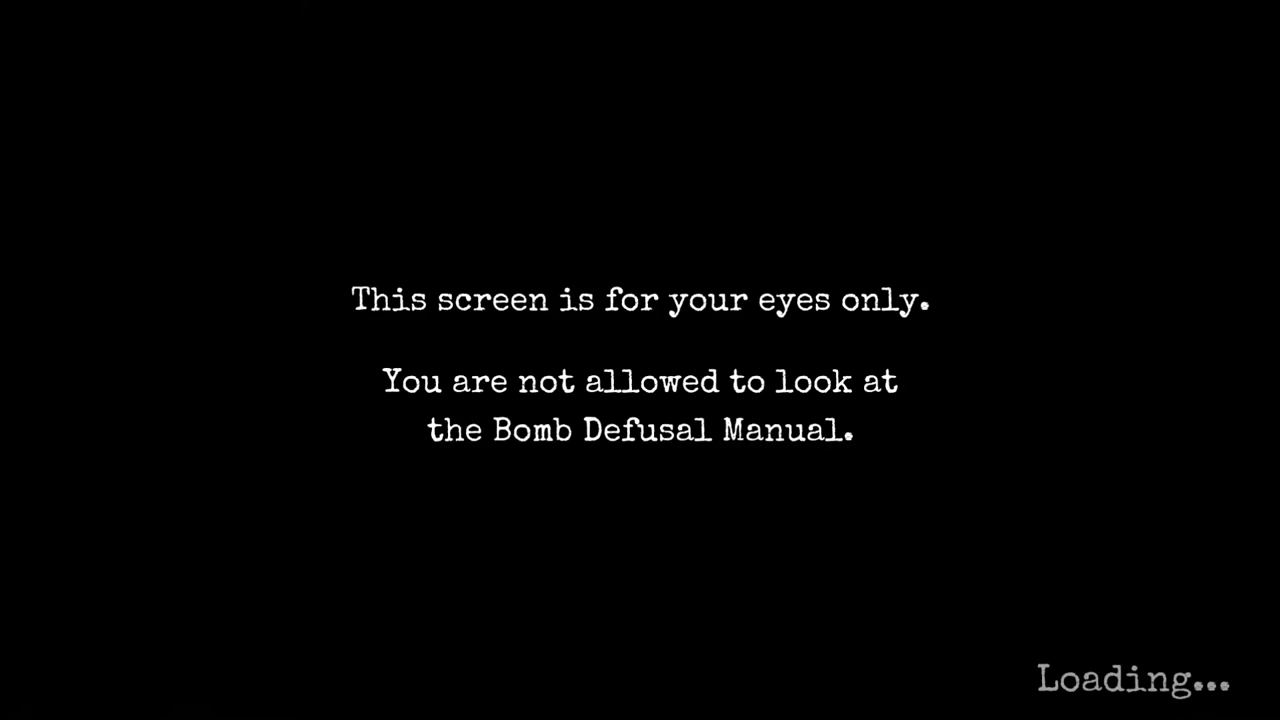 This screen is for your eyes only.
You are not allowed to look at
the Bomb Defusal Manual.
Loading...